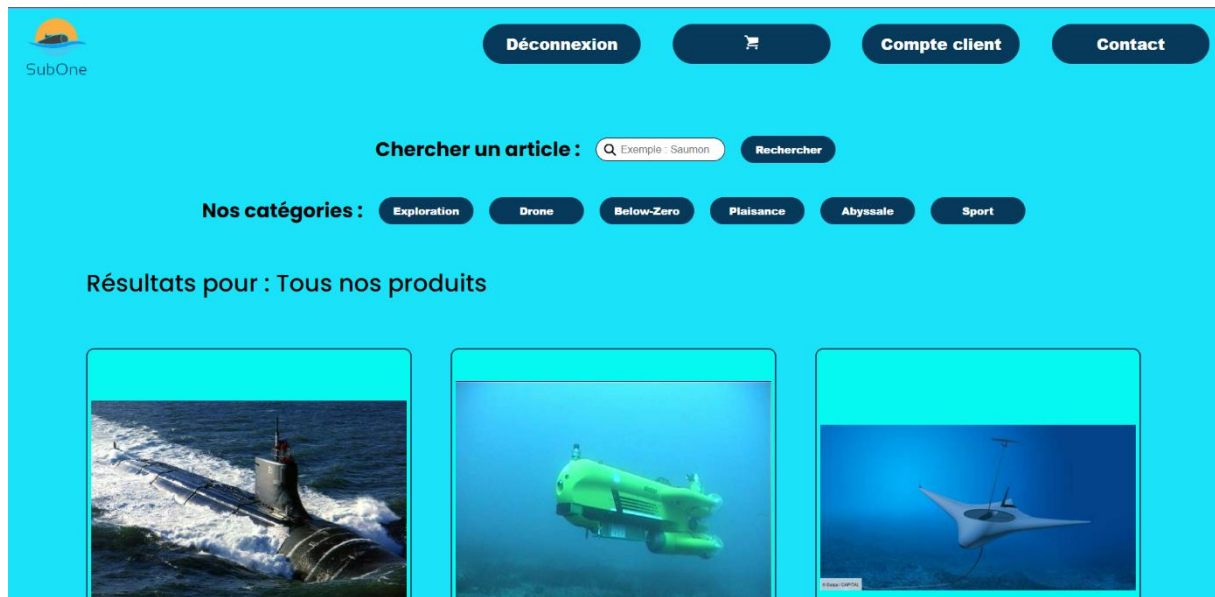 SubOne
Déconnexion
Compte client
Contact
Chercher un article :
Exemple : Saumon
Rechercher
Nos catégories :
Exploration
Drone
Below-Zero
Plaisance
Abyssale
Sport
Résultats pour : Tous nos produits